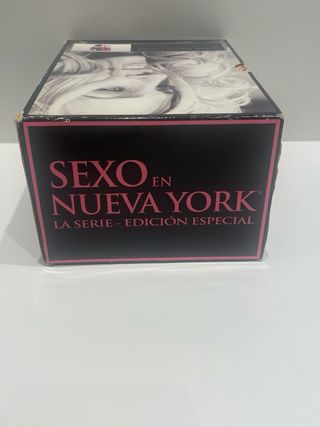 SEXO EN
NUEVA YORK®
LA SERIE - EDICIÓN ESPECIAL